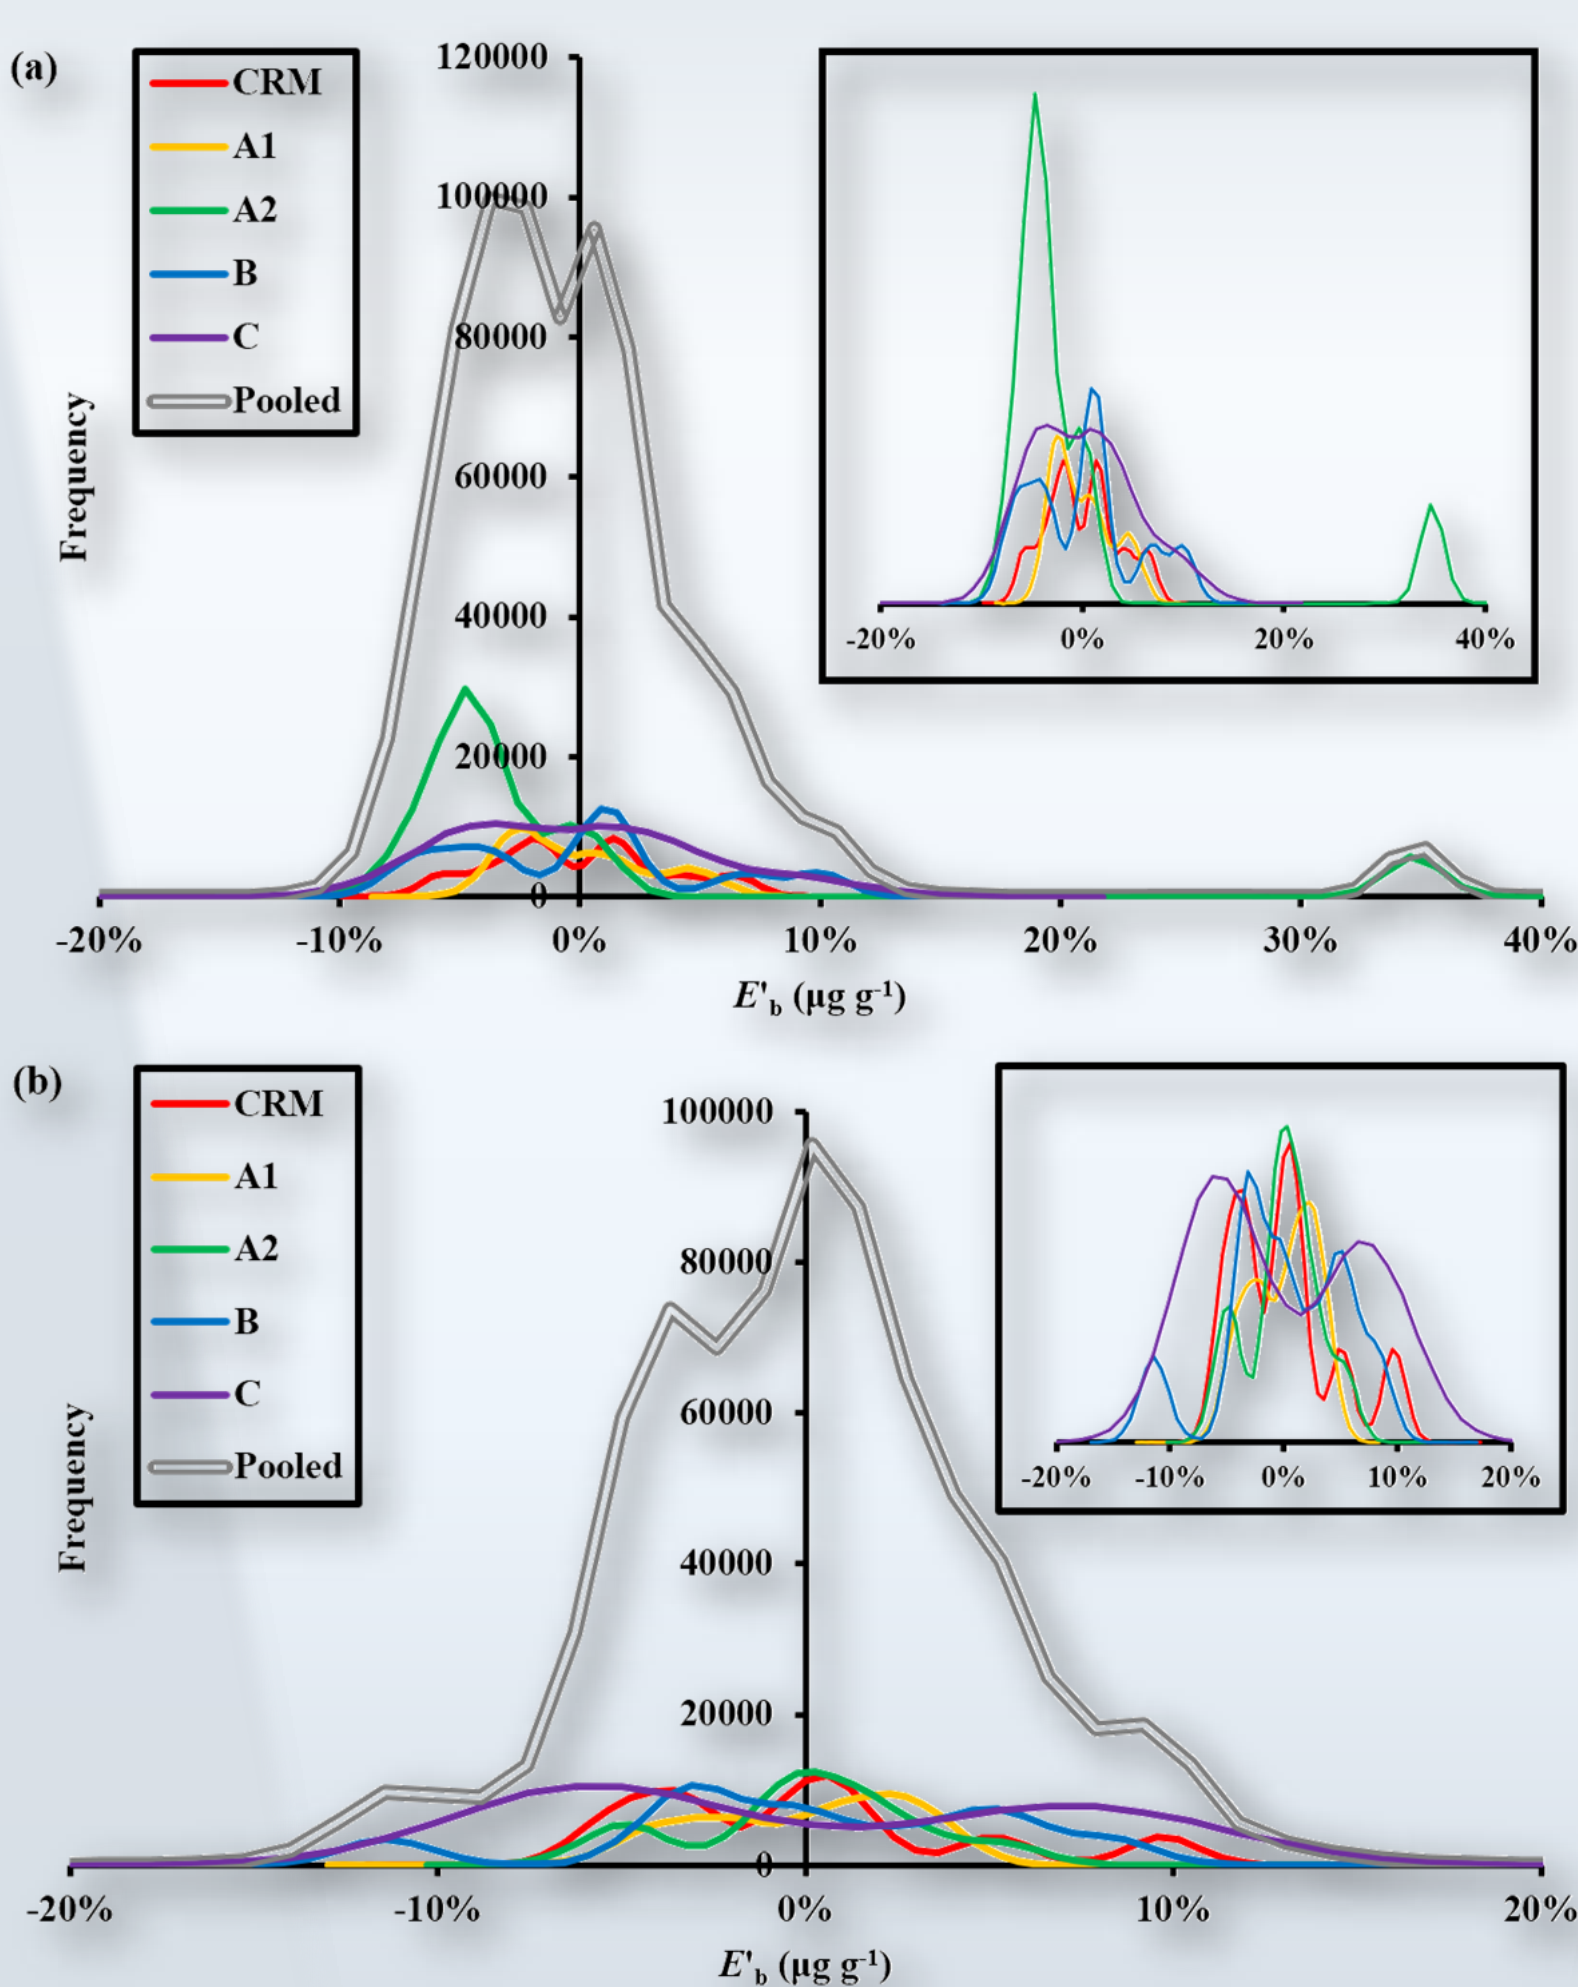 (a)
CRM
A1
A2
B
C
Pooled
Frequency
120000
100000
80000
60000
40000
20000
0
-20% -10% 0% 10% 20% 30% 40%
E'b (µg g-1)
-20% 0% 20% 40%
(b)
CRM
A1
A2
B
C
Pooled
Frequency
100000
80000
60000
40000
20000
0
-20% -10% 0% 10% 20%
E'b (µg g-1)
-20% -10% 0% 10% 20%